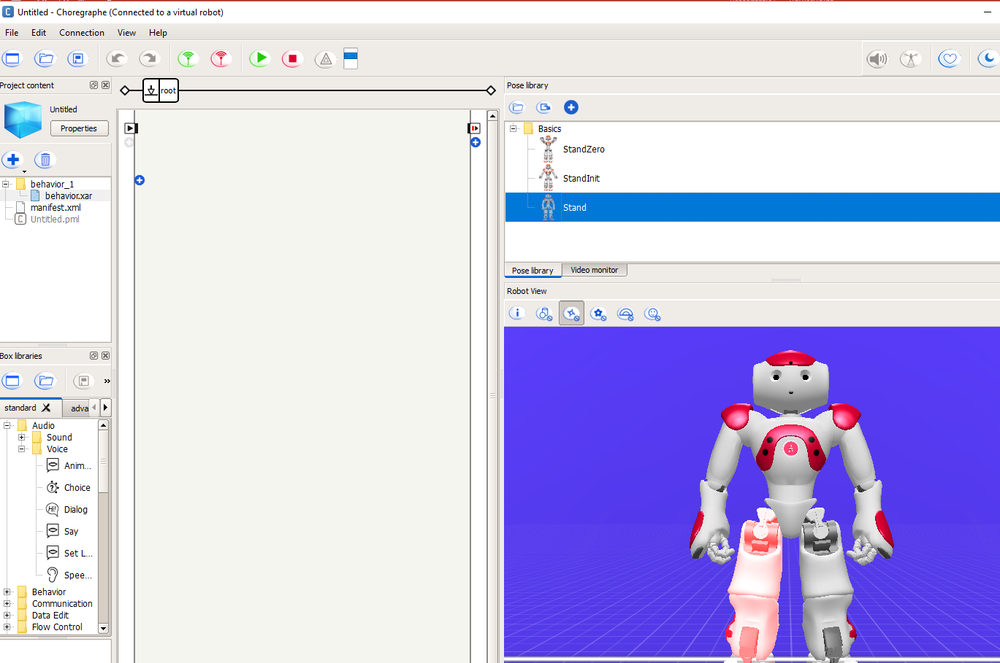 Untitled - Choregraphe (Connected to a virtual robot)
File Edit Connection View Help
Project content
Untitled
Properties
behavior_1
behavior.xar
manifest.xml
Untitled.pml
Box libraries
standard adva
Audio
Sound
Voice
Anim...
Choice
Dialog
Say
Set L...
Spee...
Behavior
Communication
Data Edit
Flow Control
root
Pose library
Basics
StandZero
StandInit
Stand
Pose library Video monitor
Robot View